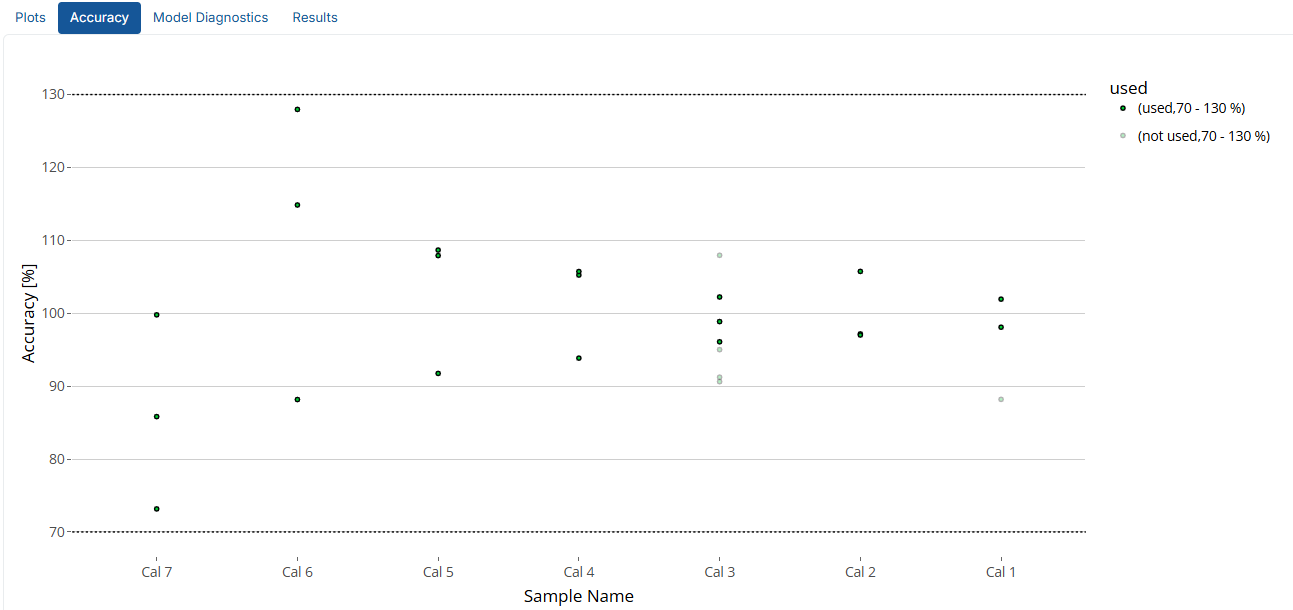 Plots Accuracy Model Diagnostics Results
used
(used,70 - 130 %)
(not used,70 - 130 %)
Accuracy [%]
130
120
110
100
90
80
70
Cal 7 Cal 6 Cal 5 Cal 4 Cal 3 Cal 2 Cal 1
Sample Name